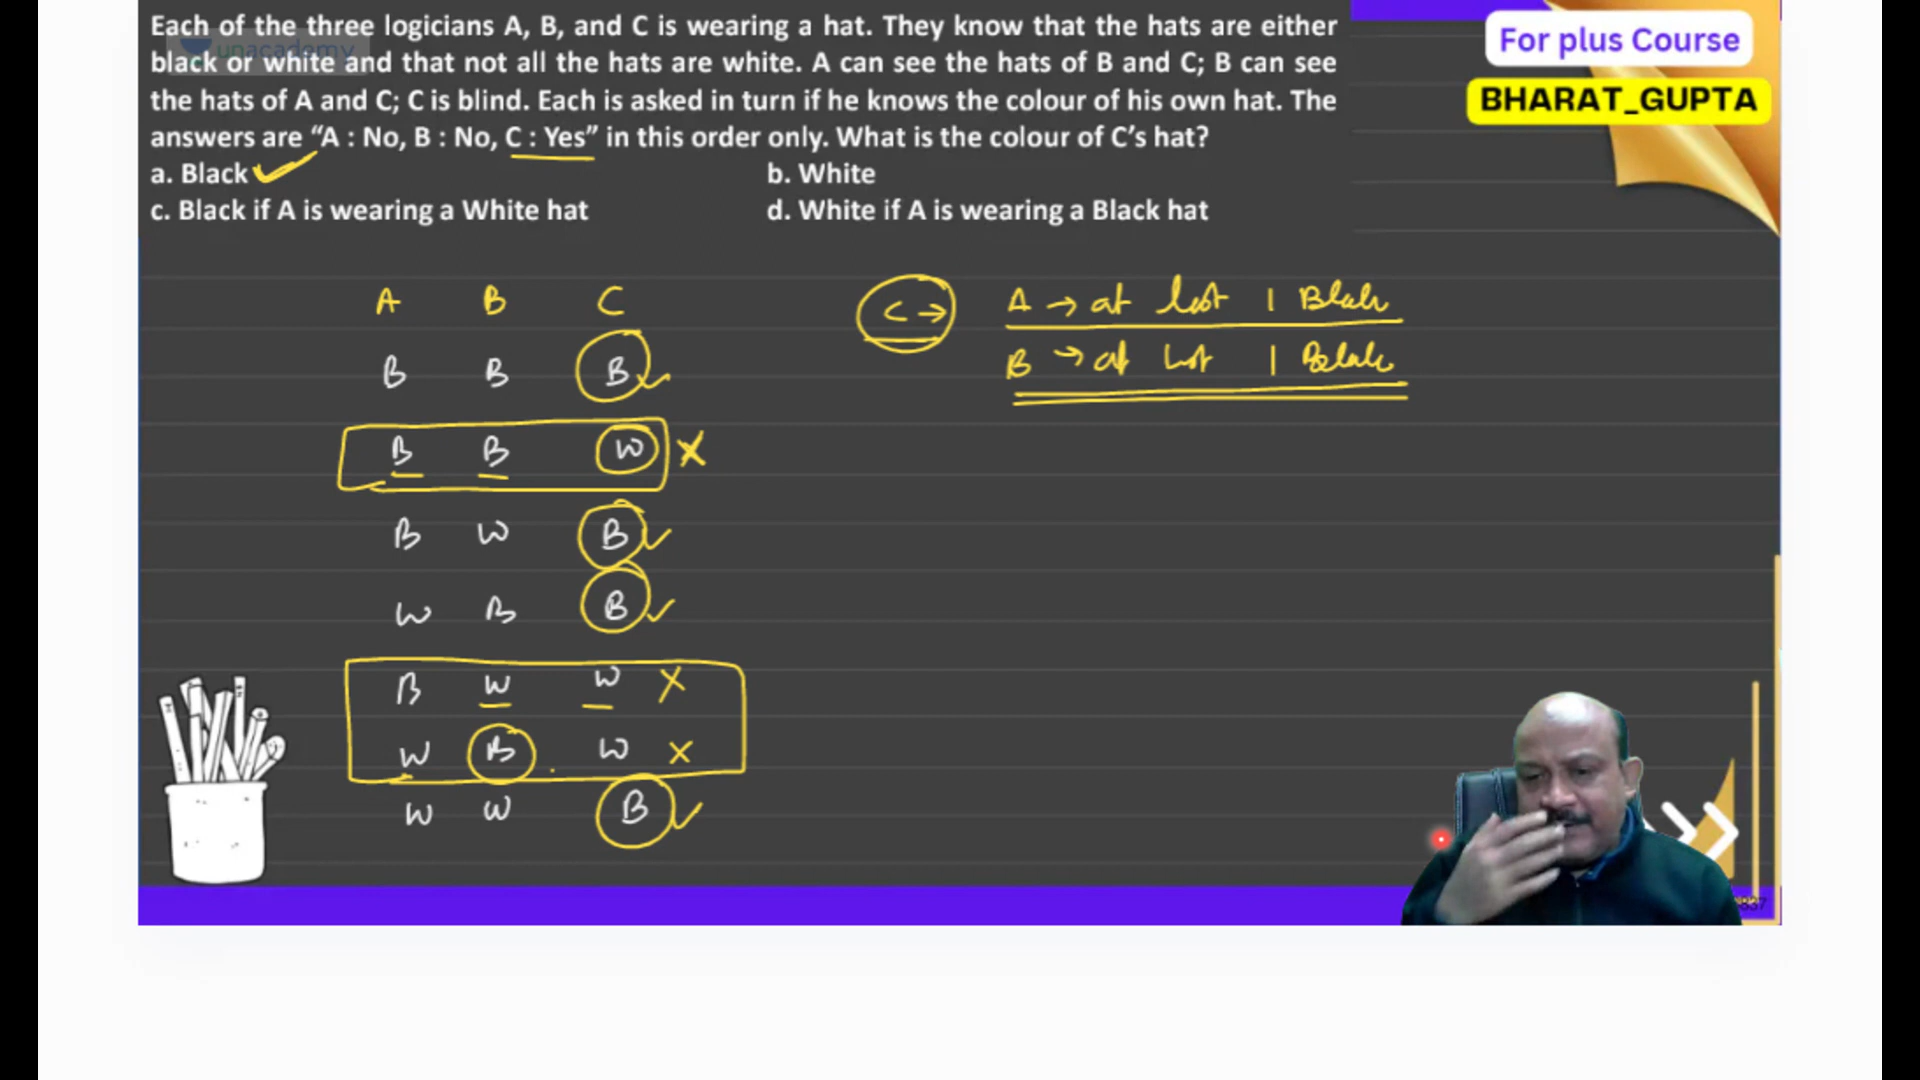 Each of the three logicians A, B, and C is wearing a hat. They know that the hats are either
unacademy
black or white and that not all the hats are white. A can see the hats of B and C; B can see
the hats of A and C; C is blind. Each is asked in turn if he knows the colour of his own hat. The
answers are “A : No, B : No, C : Yes” in this order only. What is the colour of C’s hat?
a. Black b. White
c. Black if A is wearing a White hat d. White if A is wearing a Black hat
For plus Course
BHARAT_GUPTA
A B C
B B B
B B W X
B W B
W B B
B W W X
W B W X
W W B
C → A → at lest 1 Black
B → at lest 1 Black